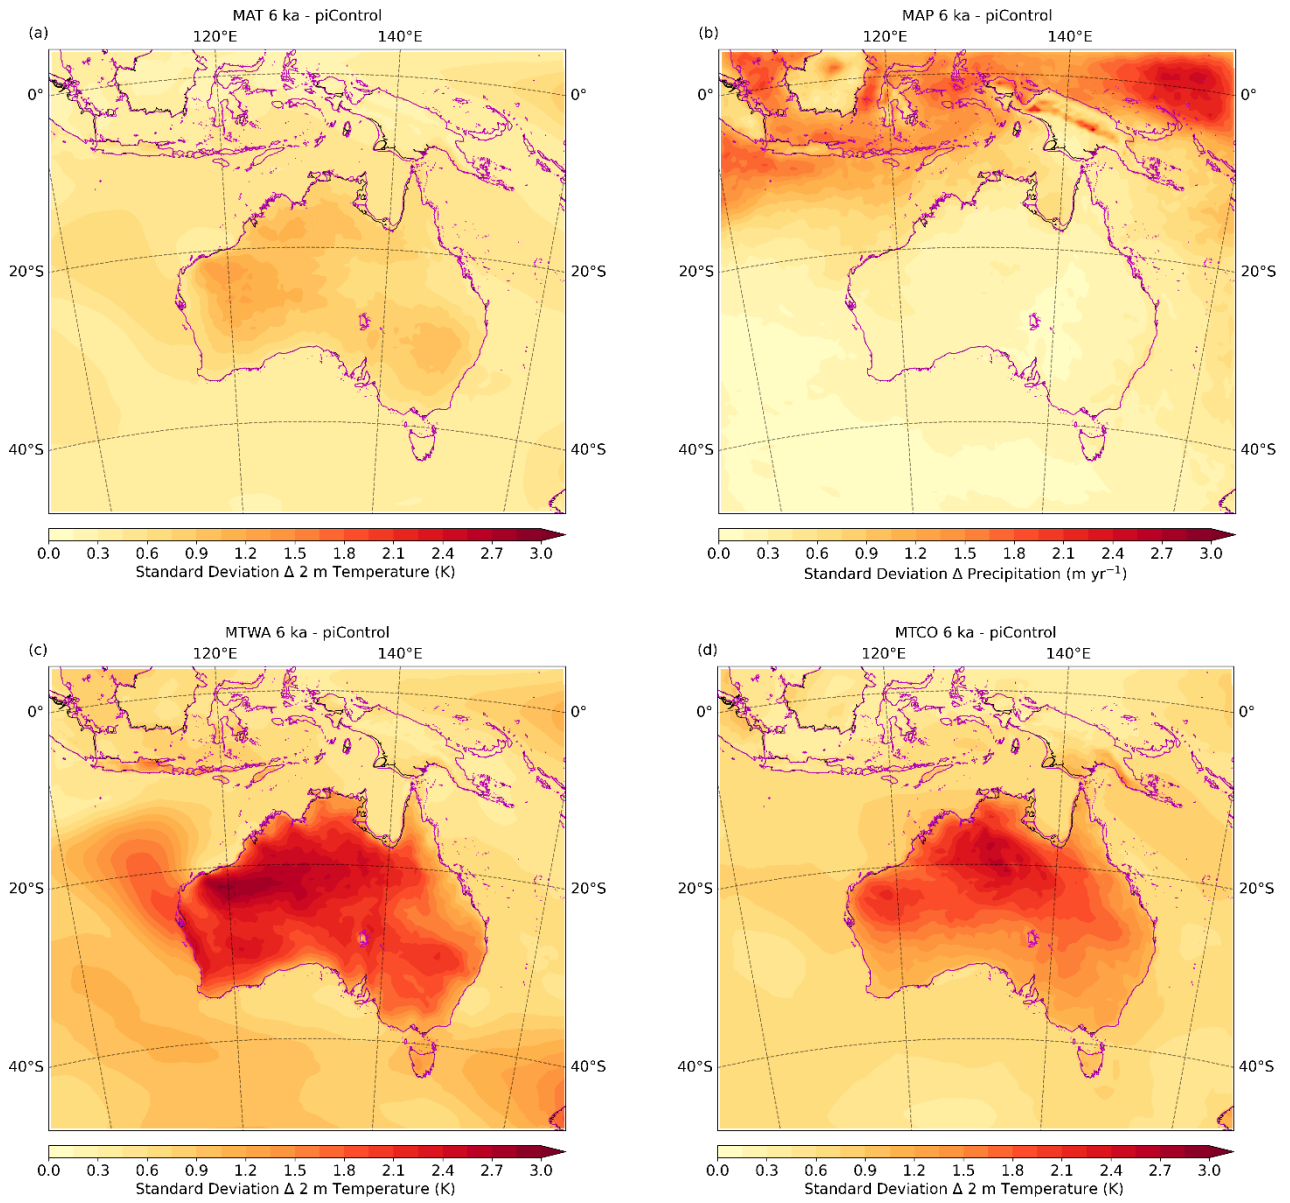 MAT 6 ka - piControl
(a)
120°E 140°E
0° 0°
20°S 20°S
40°S 40°S
0.0 0.3 0.6 0.9 1.2 1.5 1.8 2.1 2.4 2.7 3.0
Standard Deviation Δ 2 m Temperature (K)
MAP 6 ka - piControl
(b)
120°E 140°E
0° 0°
20°S 20°S
40°S 40°S
0.0 0.3 0.6 0.9 1.2 1.5 1.8 2.1 2.4 2.7 3.0
Standard Deviation Δ Precipitation (m yr⁻¹)
MTWA 6 ka - piControl
(c)
120°E 140°E
0° 0°
20°S 20°S
40°S 40°S
0.0 0.3 0.6 0.9 1.2 1.5 1.8 2.1 2.4 2.7 3.0
Standard Deviation Δ 2 m Temperature (K)
MTCO 6 ka - piControl
(d)
120°E 140°E
0° 0°
20°S 20°S
40°S 40°S
0.0 0.3 0.6 0.9 1.2 1.5 1.8 2.1 2.4 2.7 3.0
Standard Deviation Δ 2 m Temperature (K)